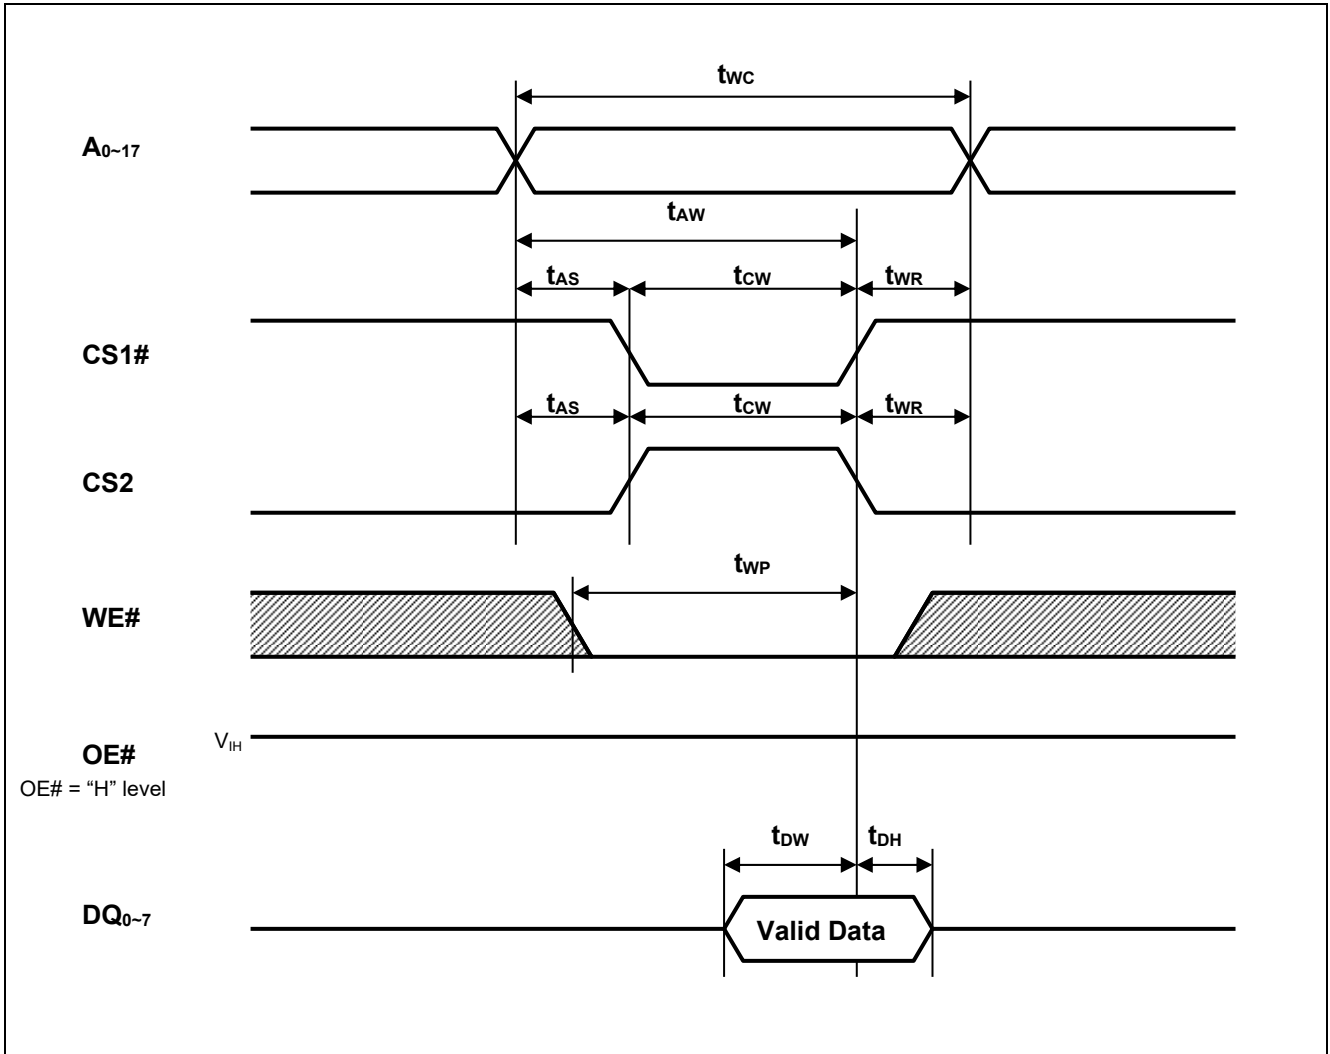 tWC
A0~17
tAW
tAS tCW tWR
CS1#
tAS tCW tWR
CS2
tWP
WE#
VIH
OE#
OE# = “H” level
tDW tDH
DQ0~7
Valid Data